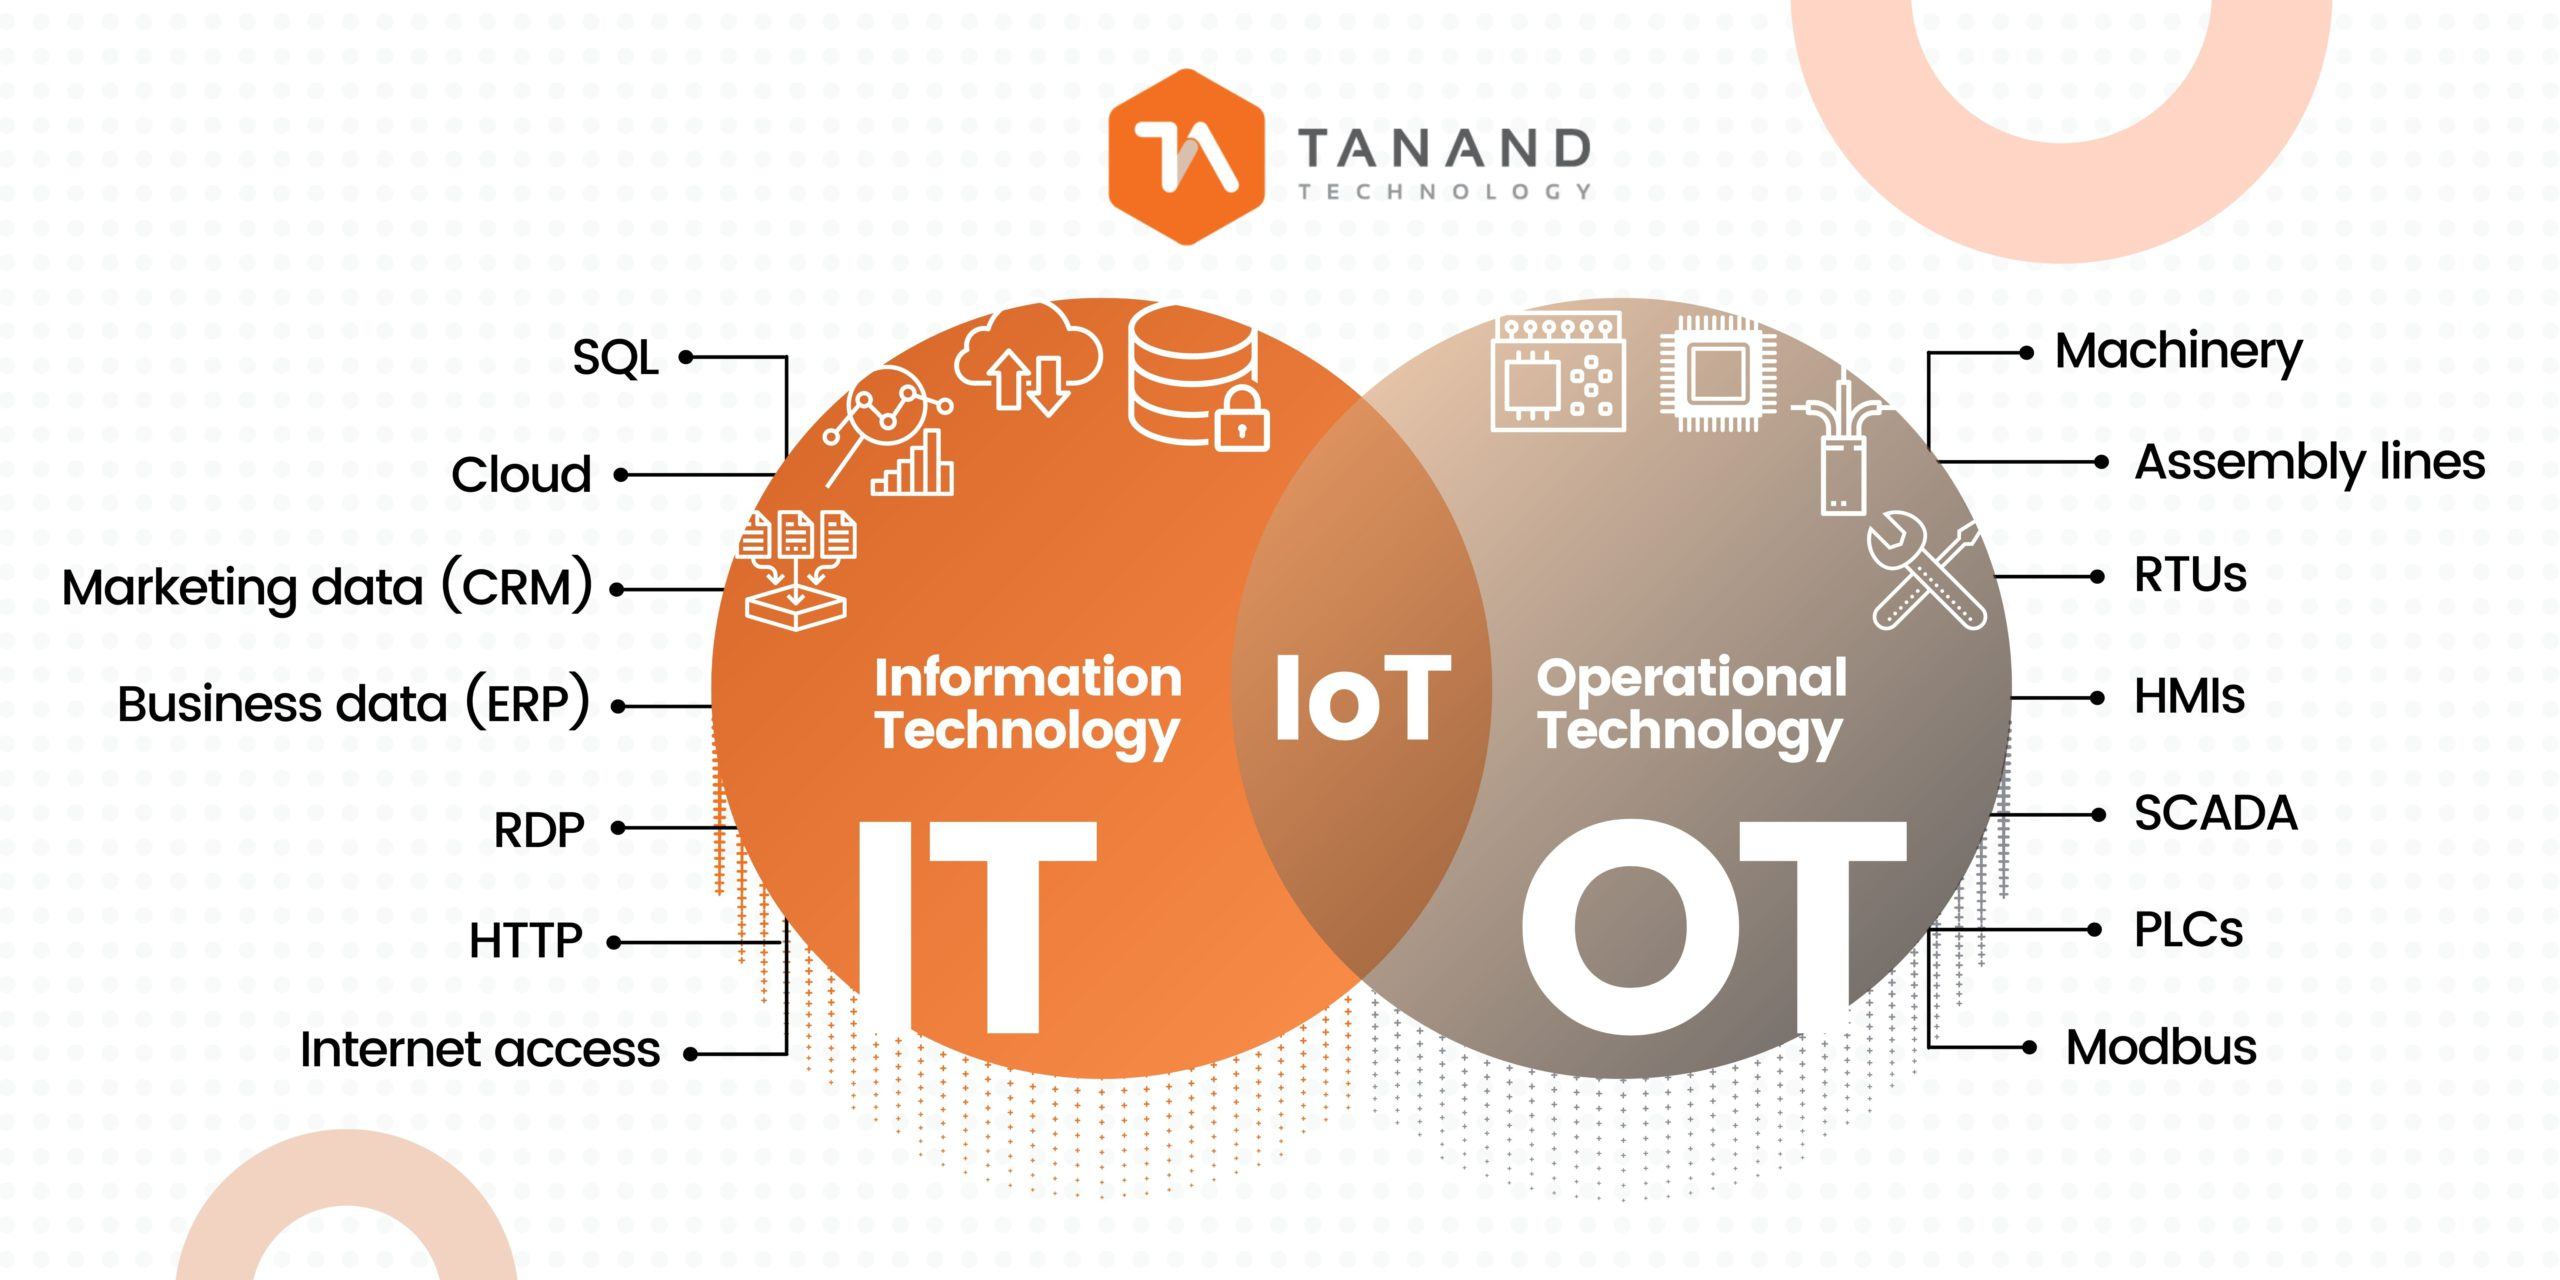 TANAND
TECHNOLOGY
SQL
Cloud
Marketing data (CRM)
Business data (ERP)
RDP
HTTP
Internet access
Information
Technology
IT
IoT
Operational
Technology
OT
Machinery
Assembly lines
RTUs
HMIs
SCADA
PLCs
Modbus